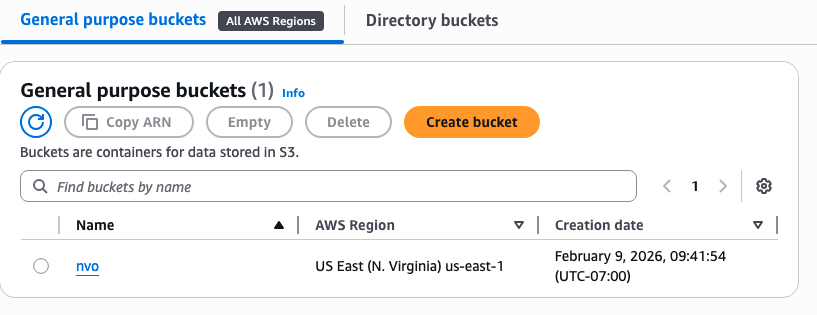 General purpose buckets All AWS Regions Directory buckets
General purpose buckets (1) Info
Copy ARN Empty Delete Create bucket
Buckets are containers for data stored in S3.
Find buckets by name 1
Name AWS Region Creation date
nvo US East (N. Virginia) us-east-1 February 9, 2026, 09:41:54
(UTC-07:00)